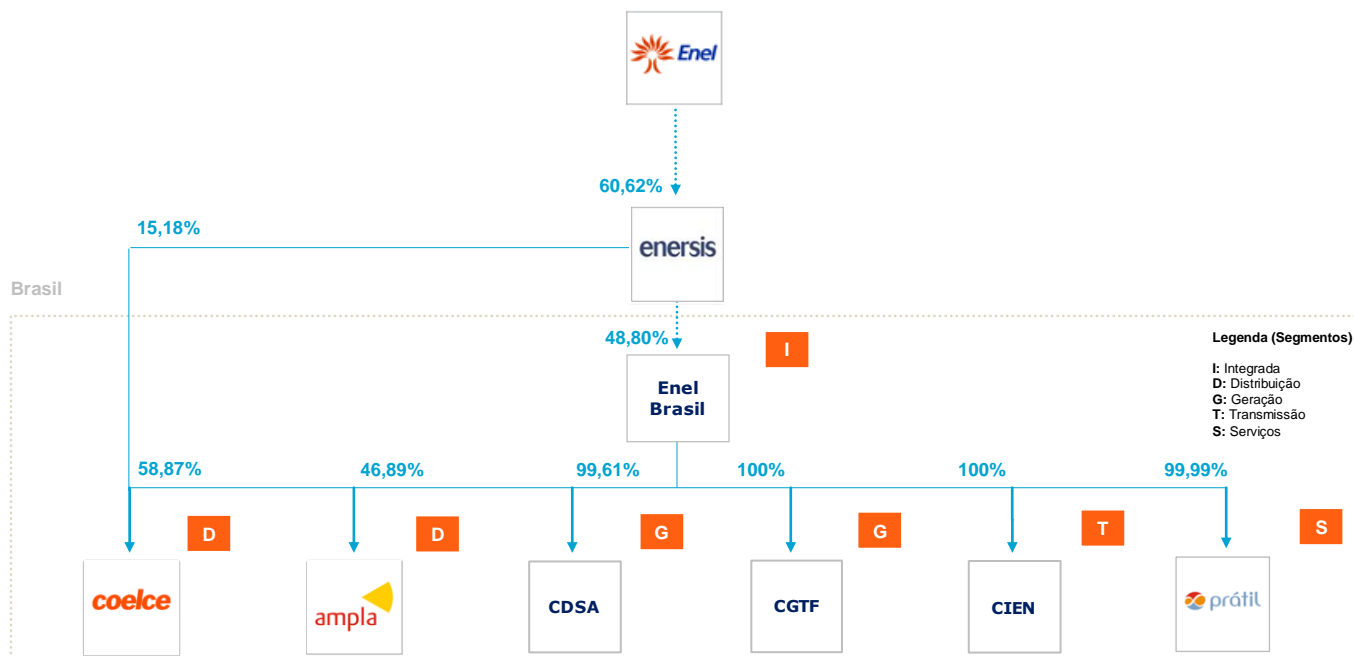 Enel
60,62%
15,18%
enersis
Brasil
48,80%
I
Legenda (Segmentos)
Enel
Brasil
I: Integrada
D: Distribuição
G: Geração
T: Transmissão
S: Serviços
58,87%
46,89%
99,61%
100%
100%
99,99%
D
D
G
G
T
S
coelce
ampla
CDSA
CGTF
CIEN
prátil